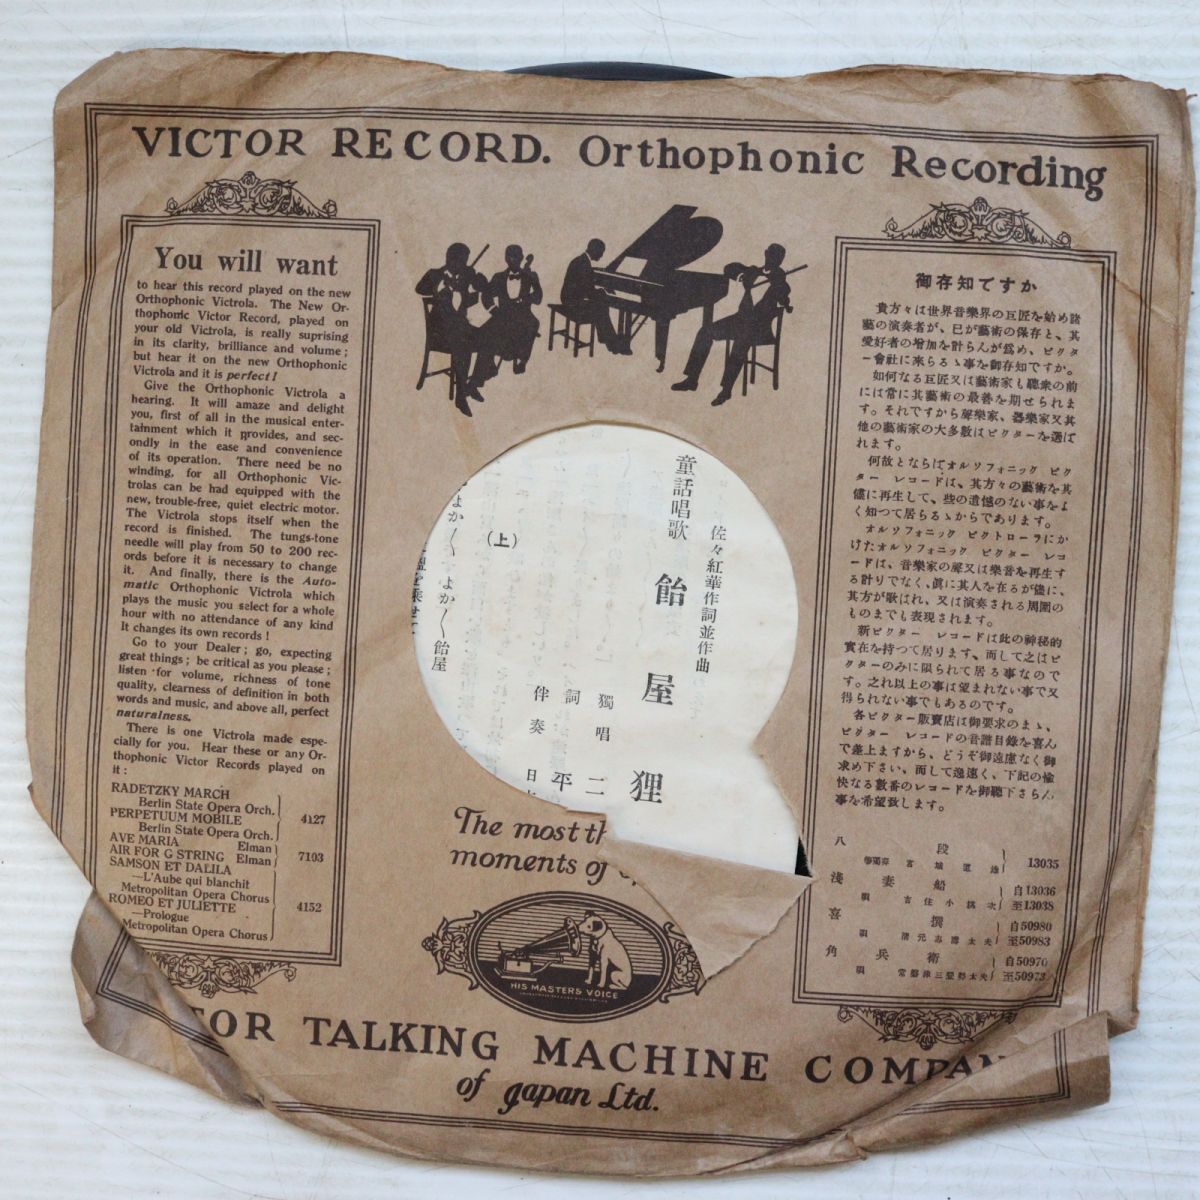 VICTOR RECORD. Orthophonic Recording
You will want
to hear this record played on the new
Orthophonic Victrola. The New Or-
thophonic Victor Record, played on
your old Victrola, is really suprising
in its clarity, brilliance and volume;
but hear it on the new Orthophonic
Victrola and it is perfect!
Give the Orthophonic Victrola a
hearing. It will amaze and delight
you, first of all in the musical enter-
tainment which it provides, and sec-
ondly in the ease and convenience
of its operation. There need be no
winding, for all Orthophonic Vic-
trolas can be had equipped with the
new, trouble-free, quiet electric motor.
The Victrola stops itself when the
record is finished. The tungs-tone
needle will play from 50 to 200 rec-
ords before it is necessary to change
it. And finally, there is the Auto-
matic Orthophonic Victrola which
plays the music you select for a whole
hour with no attendance of any kind
It changes its own records!
Go to your Dealer; go, expecting
great things; be critical as you please;
listen for volume, richness of tone
quality, clearness of definition in both
words and music, and above all, perfect
naturalness.
There is one Victrola made espe-
cially for you. Hear these or any Or-
thophonic Victor Records played on
it:
RADETZKY MARCH
Berlin State Opera Orch.
PERPETUUM MOBILE 4127
Berlin State Opera Orch.
AVE MARIA Elman
AIR FOR G STRING Elman 7103
SAMSON ET DALILA
—L'Aube qui blanchit
Metropolitan Opera Chorus
ROMEO ET JULIETTE 4152
—Prologue
Metropolitan Opera Chorus
童話唱歌 飴屋狸
佐々紅華作詞並作曲
獨唱 二
詞 平
伴奏 日
(上)
よか〱飴屋
The most th
moments of
HIS MASTERS VOICE
御存知ですか
貴方々は世界音樂界の巨匠を始め諸
藝の演奏者が、己が藝術の保存と、其
愛好者の增加を計らんが爲め、ビクタ
ー會社に來らるゝ事を御存知ですか。
如何なる巨匠又は藝術家も聽衆の前
には常に其藝術の最善を期せられま
す。それですから聲樂家、器樂家又其
他の藝術家の大多數はビクターを選ば
れます。
何故とならばオルソフォニック ビク
ター レコードは、其方々の藝術を其
儘に再生して、些の遺憾のない事をよ
く知つて居らるゝからであります。
オルソフォニック ビクトローラにか
けたオルソフォニック ビクター レコ
ードは、音樂家の聲又は樂音を再生す
る計りでなく、眞に其人を在るが儘に、
其方が歌はれ、又は演奏される周圍の
ものまでも表現されます。
新ビクター レコードは此の神秘的
實在を持つて居ります、而して之はビ
クターのみに限られて居る事なので
す。之れ以上の事は望まれない事で又
得られない事でもあるのです。
各ビクター販賣店は御要求のまゝ、
ビクター レコードの音譜目錄を喜ん
で差上ますから、どうぞ御遠慮なく御
求め下さい、而して逸速く、下記の愉
快なる數番のレコードを御聽下さらん
事を希望致します。
八段
宮城道雄 13035
淺妻船 自13036
唄 吉住小 次 至13038
喜撰 自50980
唄 清元志壽太夫 至50983
角兵衛 自50970
唄 常磐津三 太夫 至50973
TOR TALKING MACHINE COMPAN
of Japan Ltd.